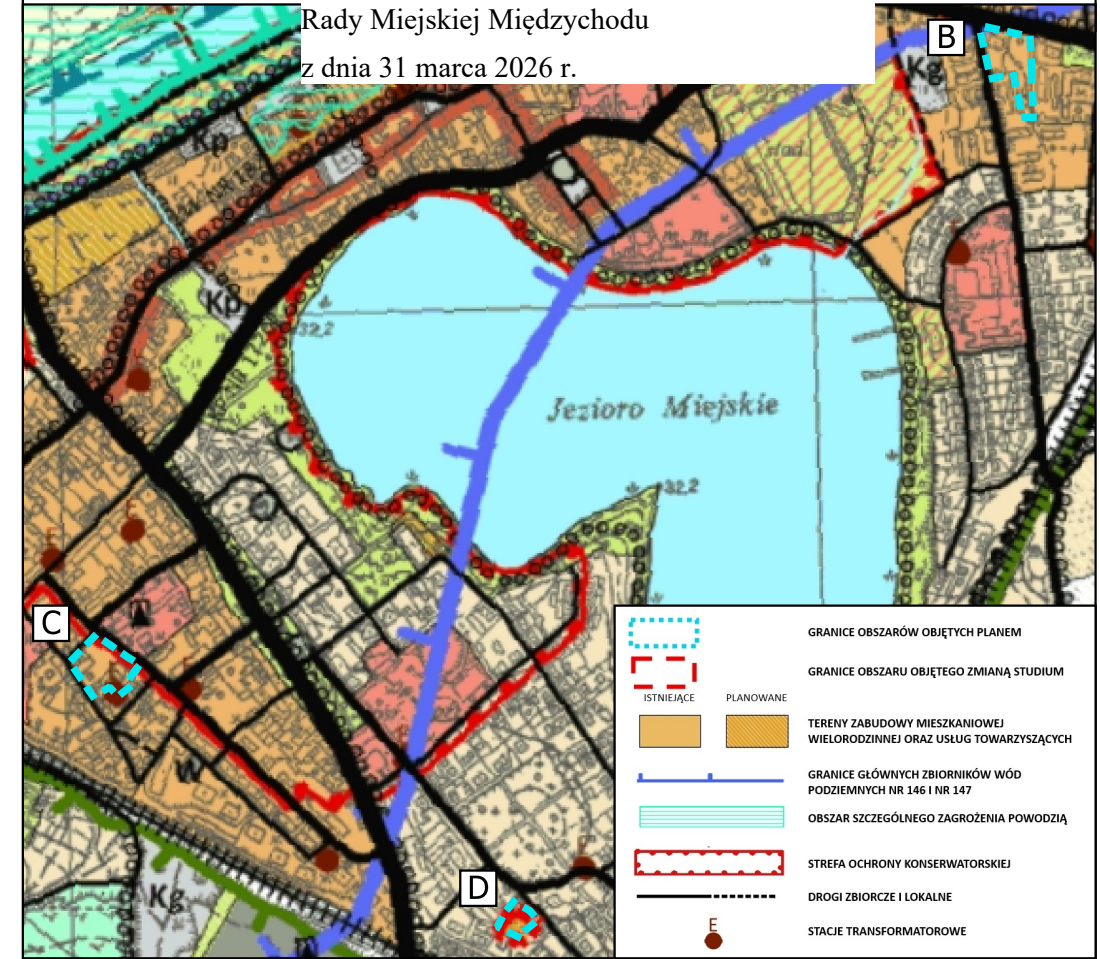 Rady Miejskiej Międzychodu
z dnia 31 marca 2026 r.
B
Kg
Kp
E
Kp
32,2
Jezioro Miejskie
32,2
E
E
C
E
W
E
D
Kg
GRANICE OBSZARÓW OBJĘTYCH PLANEM
GRANICE OBSZARU OBJĘTEGO ZMIANĄ STUDIUM
ISTNIEJĄCE PLANOWANE
TERENY ZABUDOWY MIESZKANIOWEJ
WIELORODZINNEJ ORAZ USŁUG TOWARZYSZĄCYCH
GRANICE GŁÓWNYCH ZBIORNIKÓW WÓD
PODZIEMNYCH NR 146 I NR 147
OBSZAR SZCZEGÓLNEGO ZAGROŻENIA POWODZIĄ
STREFA OCHRONY KONSERWATORSKIEJ
DROGI ZBIORCZE I LOKALNE
E
STACJE TRANSFORMATOROWE